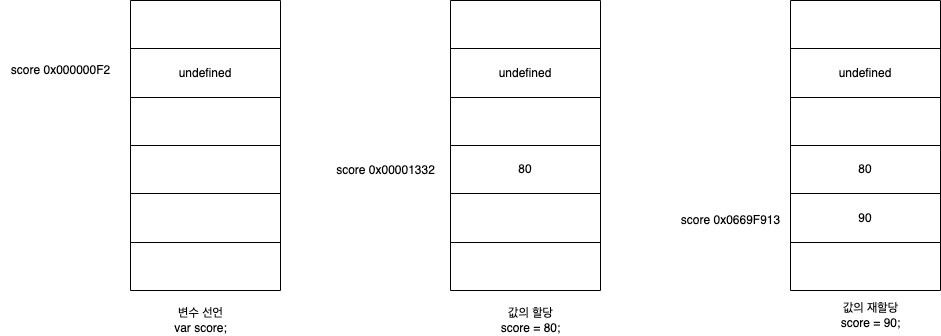 score 0x000000F2
undefined
변수 선언
var score;
undefined
score 0x00001332
80
값의 할당
score = 80;
undefined
80
score 0x0669F913
90
값의 재할당
score = 90;